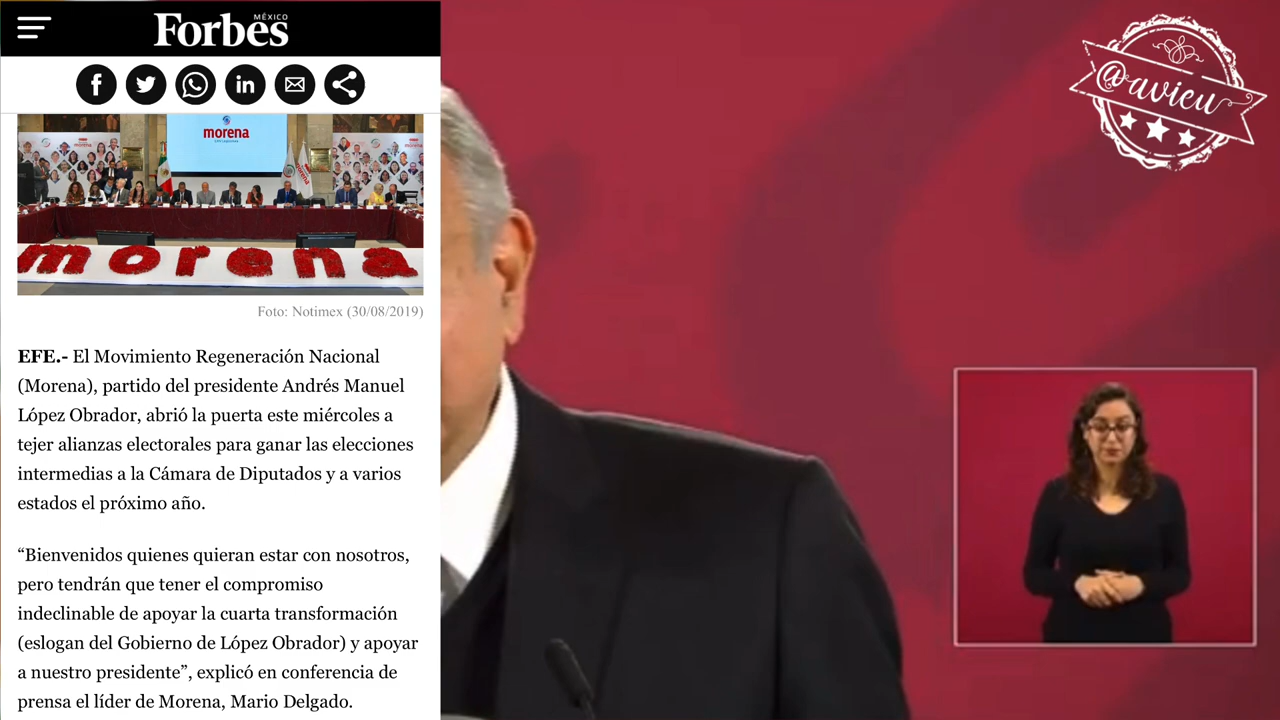 Forbes
MÉXICO
morena
morena
Foto: Notimex (30/08/2019)
EFE.- El Movimiento Regeneración Nacional
(Morena), partido del presidente Andrés Manuel
López Obrador, abrió la puerta este miércoles a
tejer alianzas electorales para ganar las elecciones
intermedias a la Cámara de Diputados y a varios
estados el próximo año.
“Bienvenidos quienes quieran estar con nosotros,
pero tendrán que tener el compromiso
indeclinable de apoyar la cuarta transformación
(eslogan del Gobierno de López Obrador) y apoyar
a nuestro presidente”, explicó en conferencia de
prensa el líder de Morena, Mario Delgado.
@avieu